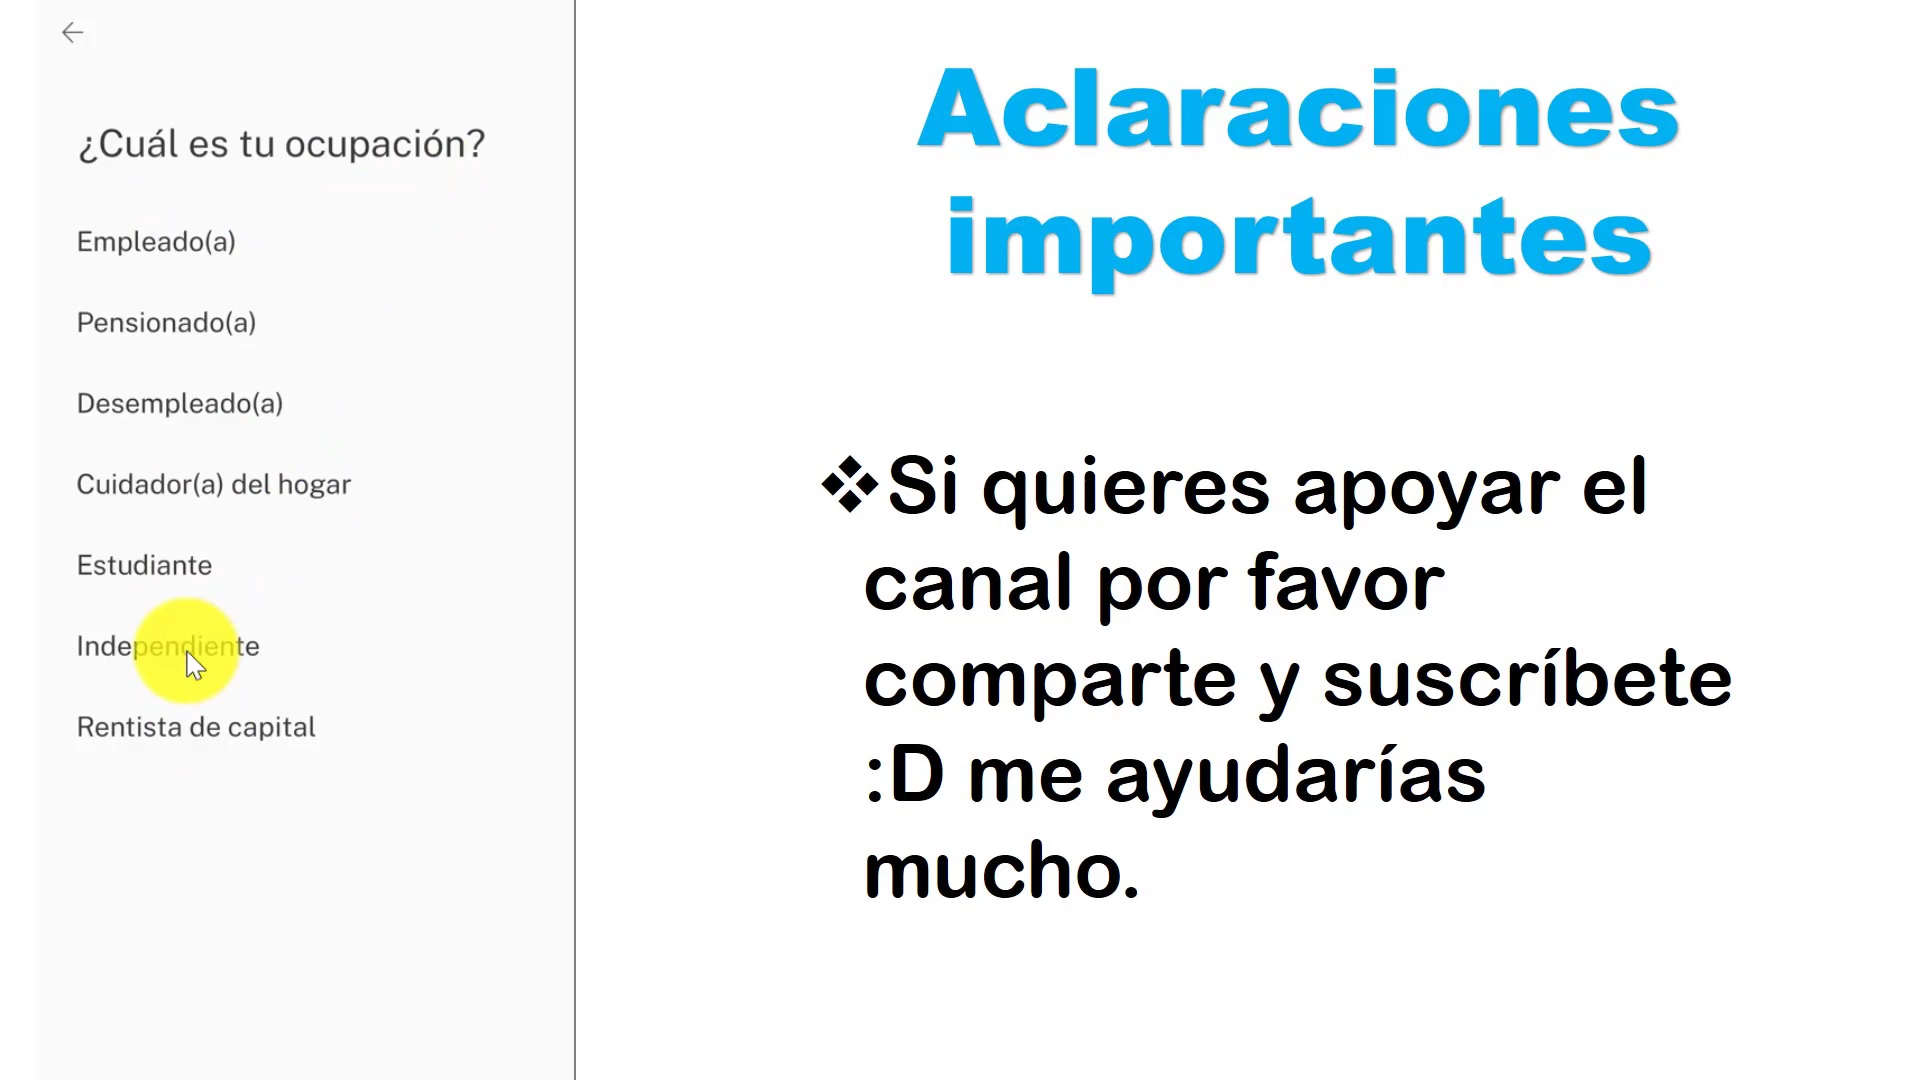 ¿Cuál es tu ocupación?
Empleado(a)
Pensionado(a)
Desempleado(a)
Cuidador(a) del hogar
Estudiante
Independiente
Rentista de capital
Aclaraciones
importantes
❖Si quieres apoyar el
canal por favor
comparte y suscríbete
:D me ayudarías
mucho.